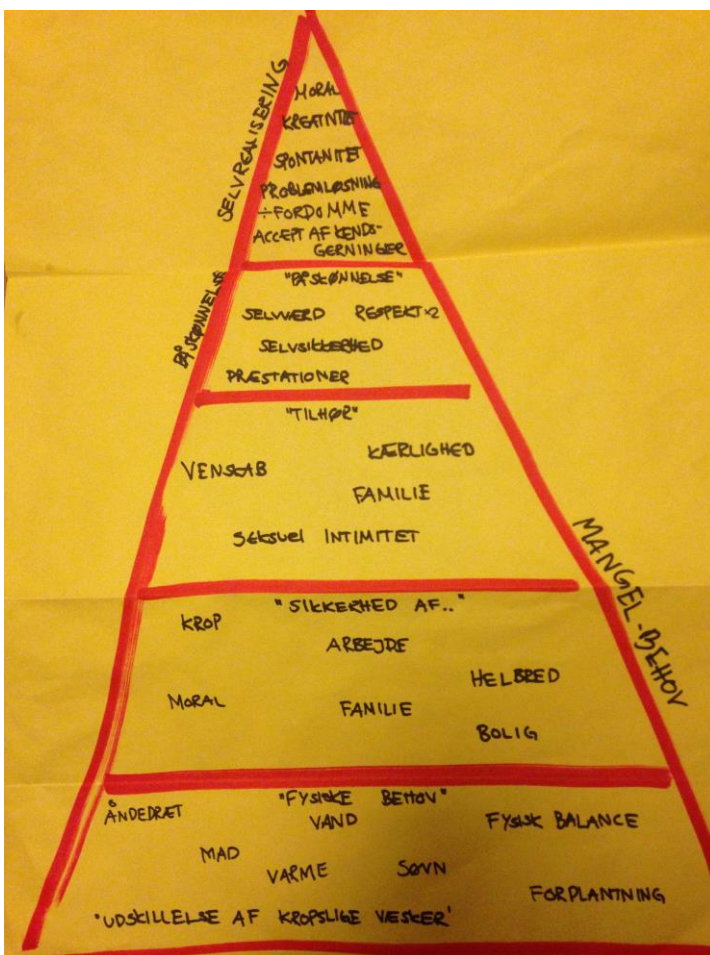 SELVREALISERING
MORAL
KREATIVITET
SPONTANITET
PROBLEMLØSNING
÷FORDOMME
ACCEPT AF KENDS-
GERNINGER
PÅSKØNNELSE
"PÅSKØNNELSE"
SELVVÆRD RESPEKT×2
SELVSIKKERHED
PRÆSTATIONER
"TILHØR"
KÆRLIGHED
VENSKAB
FAMILIE
SEKSUEL INTIMITET
MANGEL-BEHOV
"SIKKERHED AF.."
KROP
ARBEJDE
HELBRED
MORAL
FAMILIE
BOLIG
"FYSISKE BEHOV"
ÅNDEDRÆT
VAND
FYSISK BALANCE
MAD
VARME
SØVN
FORPLANTNING
'UDSKILLELSE AF KROPSLIGE VÆSKER'